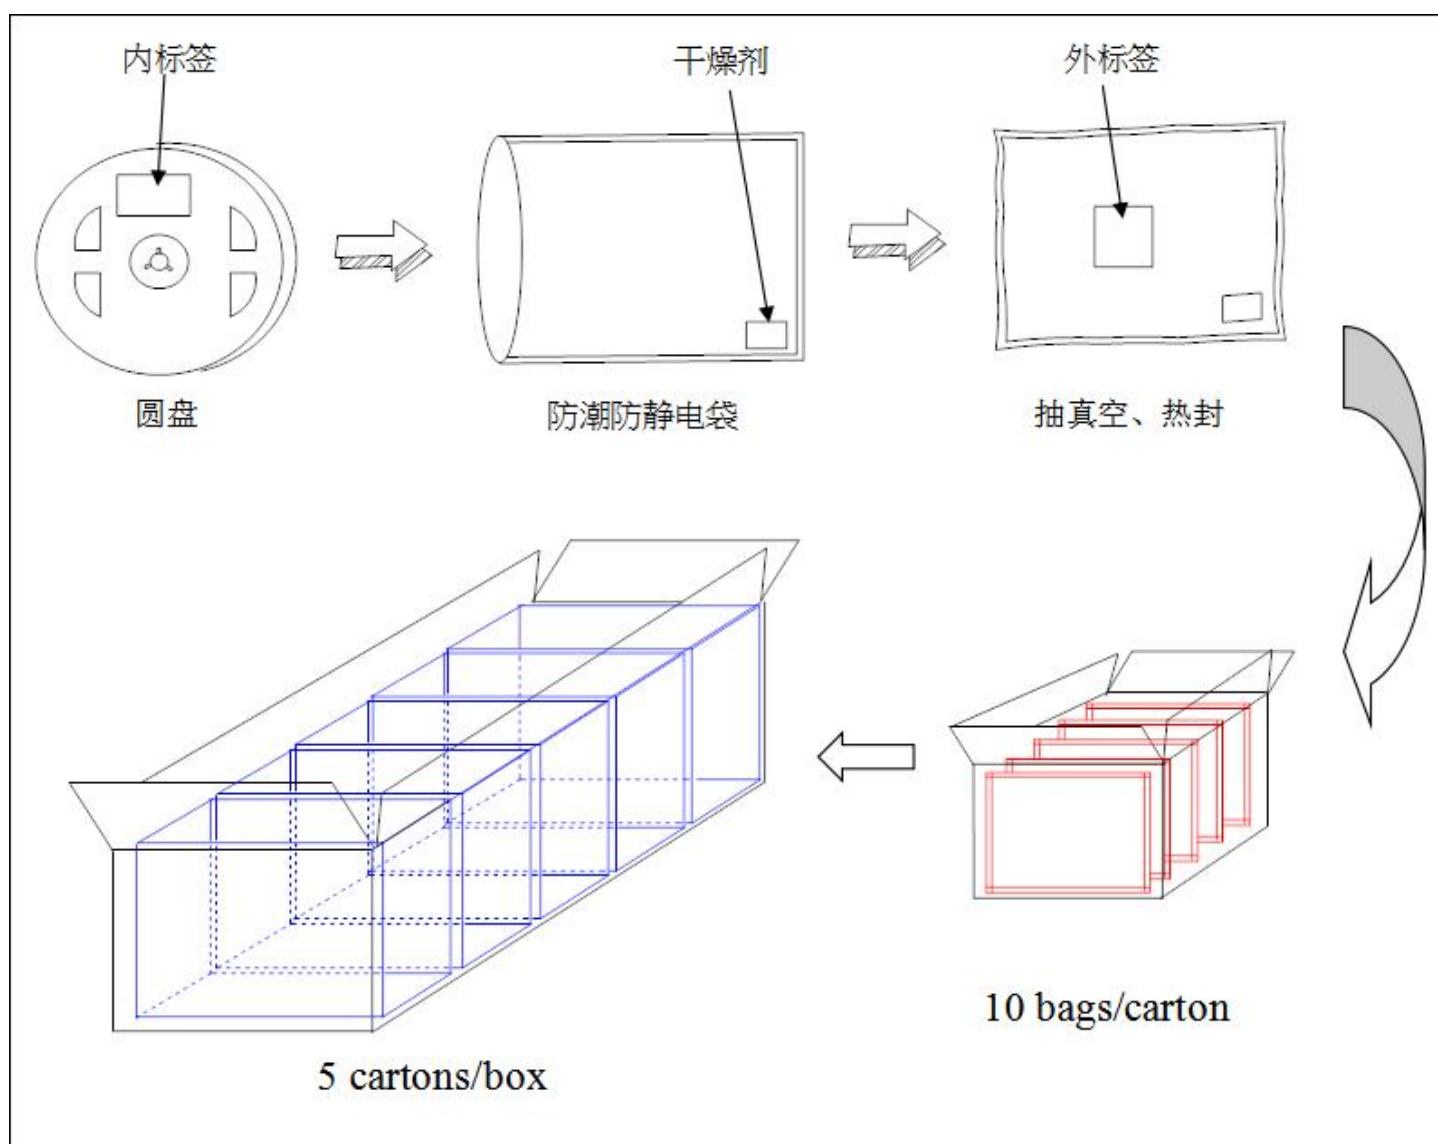 内标签
干燥剂
外标签
圆盘
防潮防静电袋
抽真空、热封
10 bags/carton
5 cartons/box